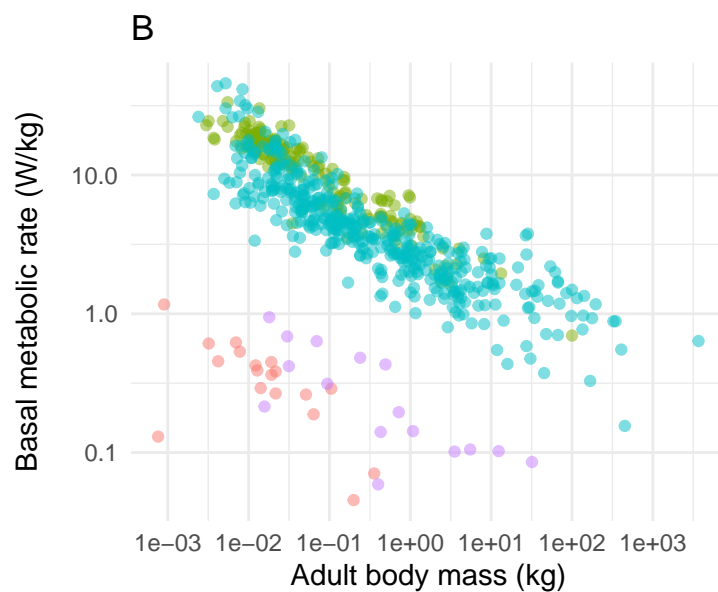 B
Basal metabolic rate (W/kg)
10.0
1.0
0.1
1e−03 1e−02 1e−01 1e+00 1e+01 1e+02 1e+03
Adult body mass (kg)